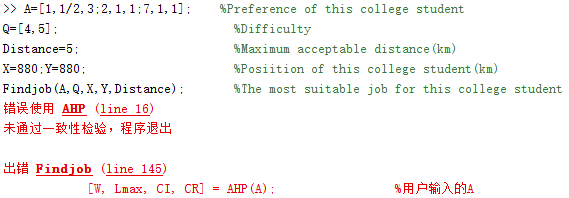 >> A=[1,1/2,3;2,1,1;7,1,1]; %Preference of this college student
Q=[4,5]; %Difficulty
Distance=5; %Maximum acceptable distance(km)
X=880;Y=880; %Posiition of this college student(km)
Findjob(A,Q,X,Y,Distance); %The most suitable job for this college student
错误使用 AHP (line 16)
未通过一致性检验，程序退出
出错 Findjob (line 145)
[W, Lmax, CI, CR] = AHP(A); %用户输入的A